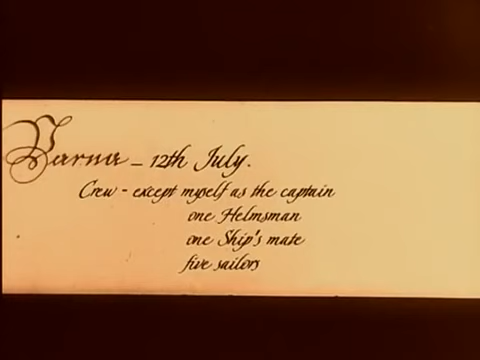 Varna - 12th July.
Crew - except myself as the captain
one Helmsman
one Ship's mate
five sailors